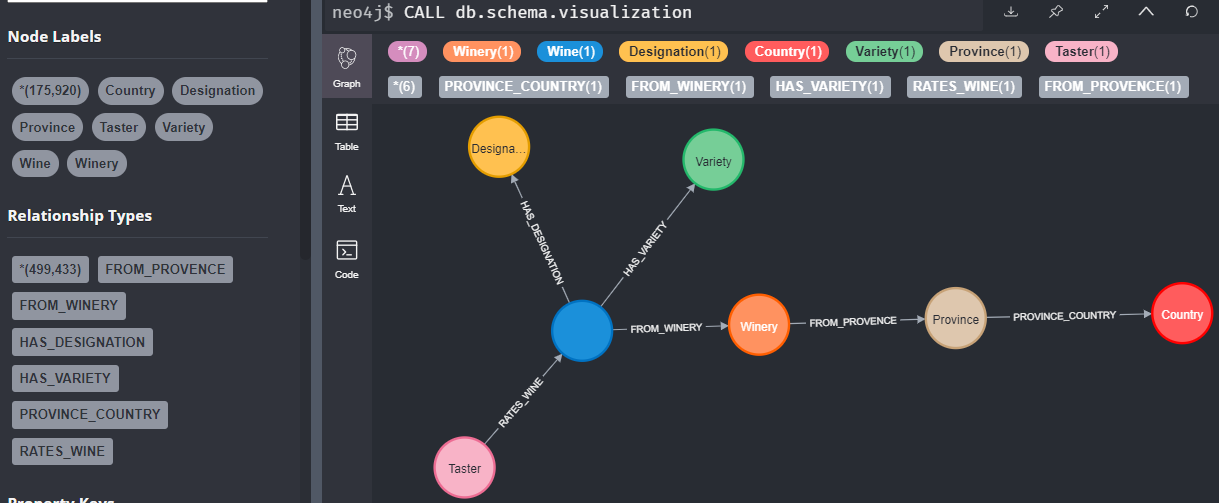 neo4j$ CALL db.schema.visualization
Node Labels
*(175,920) Country Designation
Province Taster Variety
Wine Winery
Relationship Types
*(499,433) FROM_PROVENCE
FROM_WINERY
HAS_DESIGNATION
HAS_VARIETY
PROVINCE_COUNTRY
RATES_WINE
Property Keys
Graph
Table
Text
Code
*(7) Winery(1) Wine(1) Designation(1) Country(1) Variety(1) Province(1) Taster(1)
*(6) PROVINCE_COUNTRY(1) FROM_WINERY(1) HAS_VARIETY(1) RATES_WINE(1) FROM_PROVENCE(1)
Designa...
Variety
HAS_DESIGNATION
HAS_VARIETY
FROM_WINERY
Winery
FROM_PROVENCE
Province
PROVINCE_COUNTRY
Country
RATES_WINE
Taster